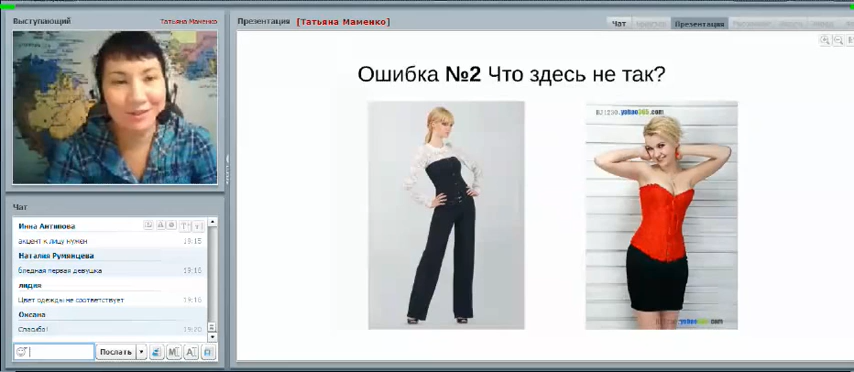 Выступающий
Татьяна Маменко
Презентация [Татьяна Маменко]
Чат
Презентация
Ошибка №2 Что здесь не так?
Чат
Инна Антипова
акцент к лицу нужен
19:15
Наталия Румянцева
Бледная первая девушка
19:16
лидия
Цвет одежды не соответствует
19:16
Оксана
Спасибо!
19:20
Послать